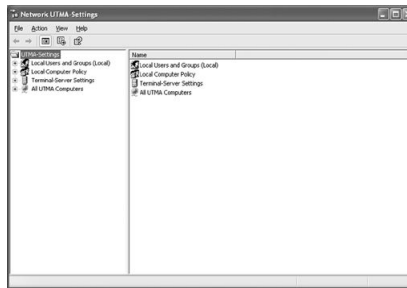 Network UTMA-Settings
File Action View Help
UTMA-Settings
Local Users and Groups (Local)
Local Computer Policy
Terminal-Server Settings
All UTMA Computers
Name
Local Users and Groups (Local)
Local Computer Policy
Terminal-Server Settings
All UTMA Computers